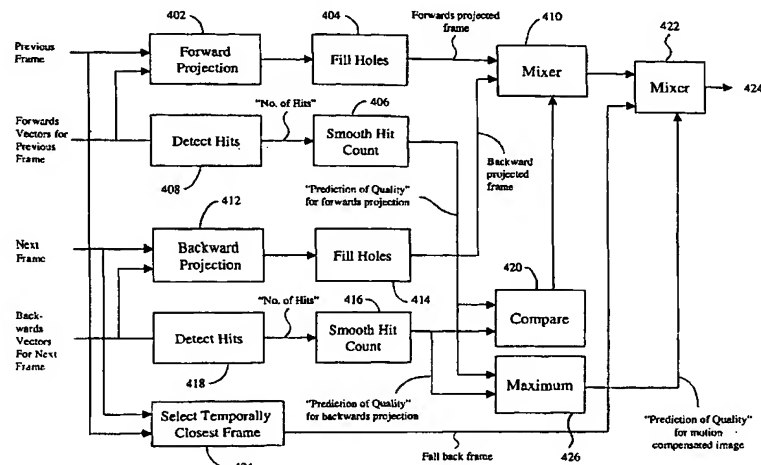 402
404
Forwards projected frame
410
422
Previous Frame
Forward Projection
Fill Holes
Mixer
Mixer
424
Forwards Vectors for Previous Frame
"No. of Hits"
406
Detect Hits
Smooth Hit Count
408
Backward projected frame
412
"Prediction of Quality" for forwards projection
Next Frame
Backward Projection
Fill Holes
420
"No. of Hits"
416
414
Compare
Back-wards Vectors For Next Frame
Detect Hits
Smooth Hit Count
418
Maximum
"Prediction of Quality" for backwards projection
426
"Prediction of Quality" for motion compensated image
Select Temporally Closest Frame
Fall back frame